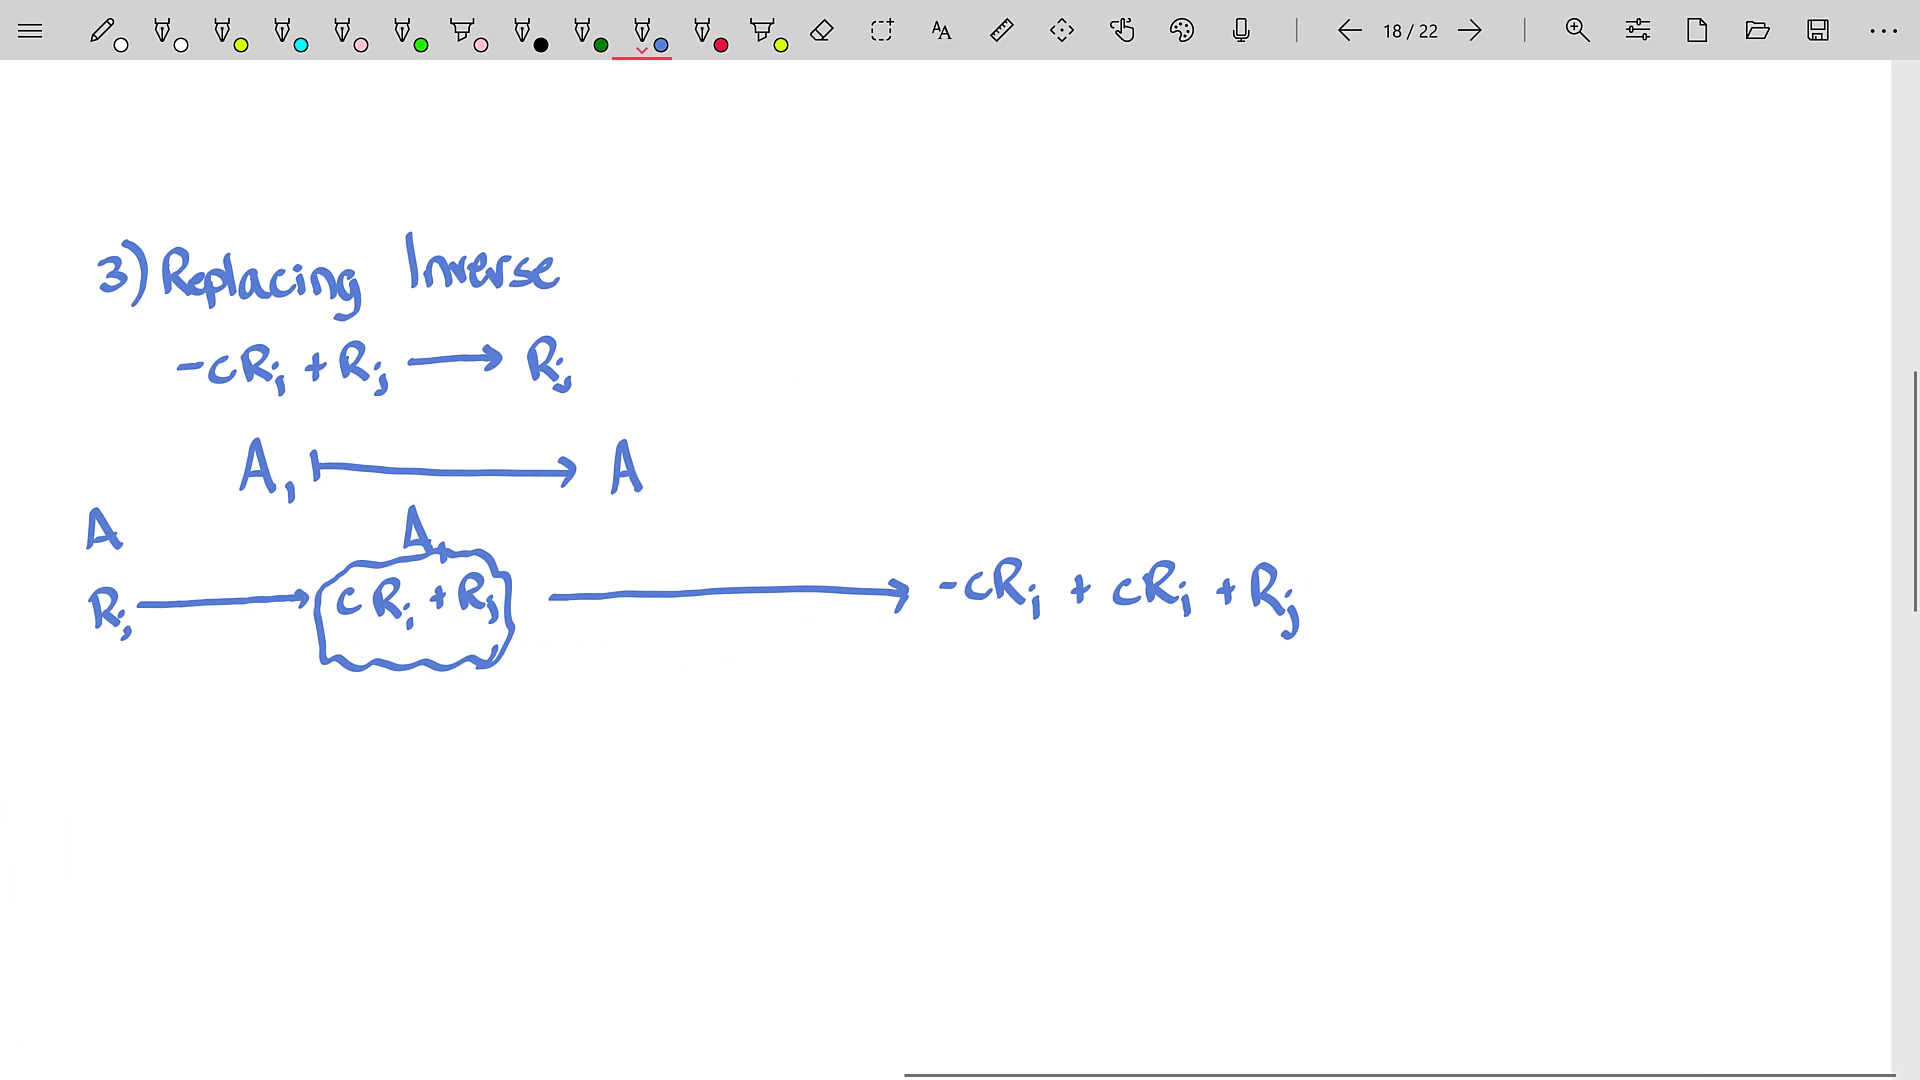 18 / 22
3) Replacing Inverse
-cRi + Rj → Rj
A1 ↦ A
A A1
Rj → cRi + Rj → -cRi + cRi + Rj